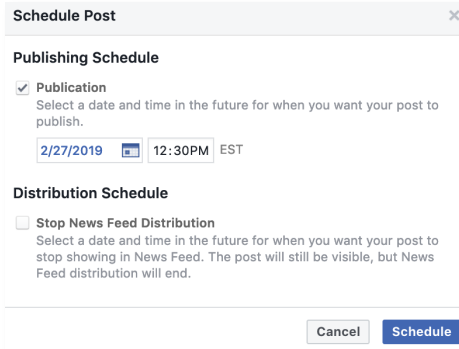 Schedule Post
Publishing Schedule
Publication
Select a date and time in the future for when you want your post to
publish.
2/27/2019 12:30PM EST
Distribution Schedule
Stop News Feed Distribution
Select a date and time in the future for when you want your post to
stop showing in News Feed. The post will still be visible, but News
Feed distribution will end.
Cancel Schedule